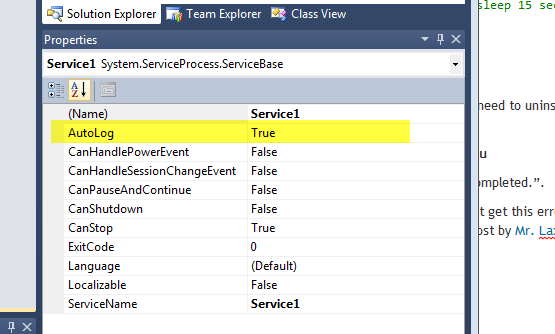 sleep 15 sec
Solution Explorer Team Explorer Class View
Properties
Service1 System.ServiceProcess.ServiceBase
(Name) Service1
need to unins
AutoLog True
CanHandlePowerEvent False
u
CanHandleSessionChangeEvent False
CanPauseAndContinue False
ompleted.”.
CanShutdown False
t get this erro
CanStop True
ost by Mr. Lax
ExitCode 0
Language (Default)
Localizable False
ServiceName Service1